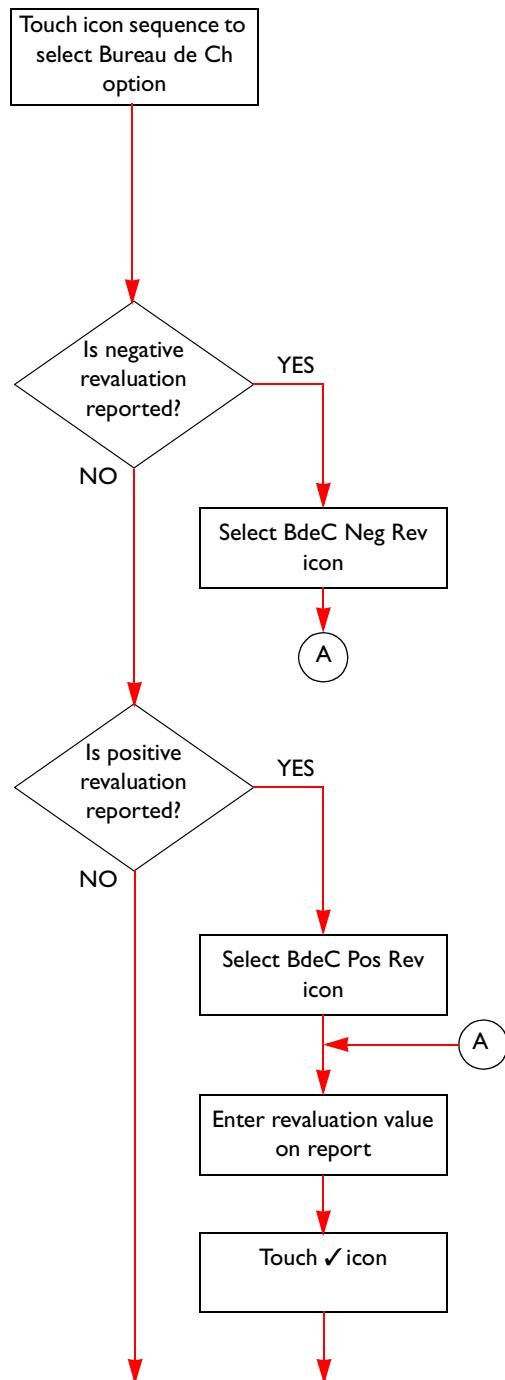 Touch icon sequence to
select Bureau de Ch
option
Is negative
revaluation
reported?
YES
NO
Select BdeC Neg Rev
icon
A
Is positive
revaluation
reported?
YES
NO
Select BdeC Pos Rev
icon
A
Enter revaluation value
on report
Touch ✓ icon